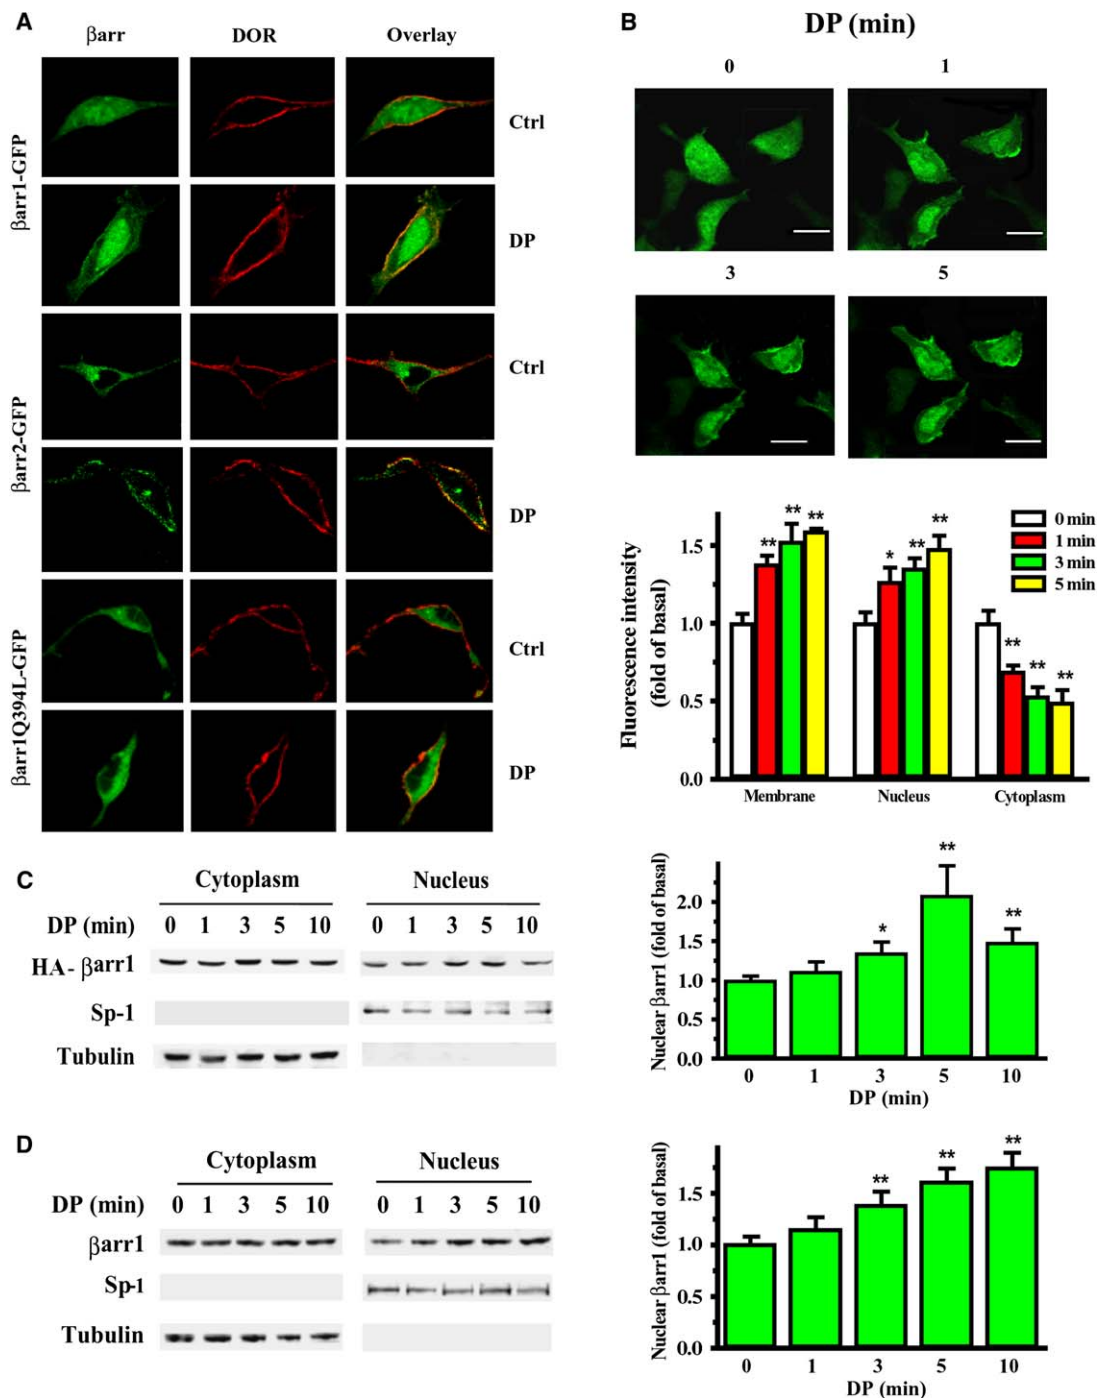 A
βarr DOR Overlay
βarr1-GFP
Ctrl
DP
βarr2-GFP
Ctrl
DP
βarr1Q394L-GFP
Ctrl
DP
B
DP (min)
0 1
3 5
Fluorescence intensity
(fold of basal)
1.5
1.0
0.5
0.0
** ** **
* ** **
** ** **
0 min
1 min
3 min
5 min
Membrane Nucleus Cytoplasm
C
Cytoplasm Nucleus
DP (min) 0 1 3 5 10 0 1 3 5 10
HA- βarr1
Sp-1
Tubulin
Nuclear βarr1 (fold of basal)
2.0
1.5
1.0
0.5
0.0
* ** **
0 1 3 5 10
DP (min)
D
Cytoplasm Nucleus
DP (min) 0 1 3 5 10 0 1 3 5 10
βarr1
Sp-1
Tubulin
Nuclear βarr1 (fold of basal)
1.5
1.0
0.5
0.0
** ** **
0 1 3 5 10
DP (min)